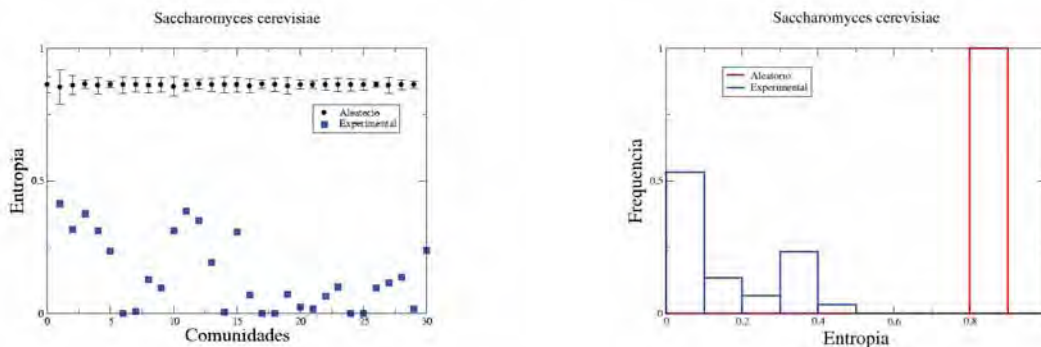 Saccharomyces cerevisiae
1
Aleatorio
Experimental
Entropia
0.5
0
0
5
10
15
20
25
30
Comunidades
Saccharomyces cerevisiae
1
Aleatorio
Experimental
Frequencia
0.5
0
0
0.2
0.4
0.6
0.8
Entropia